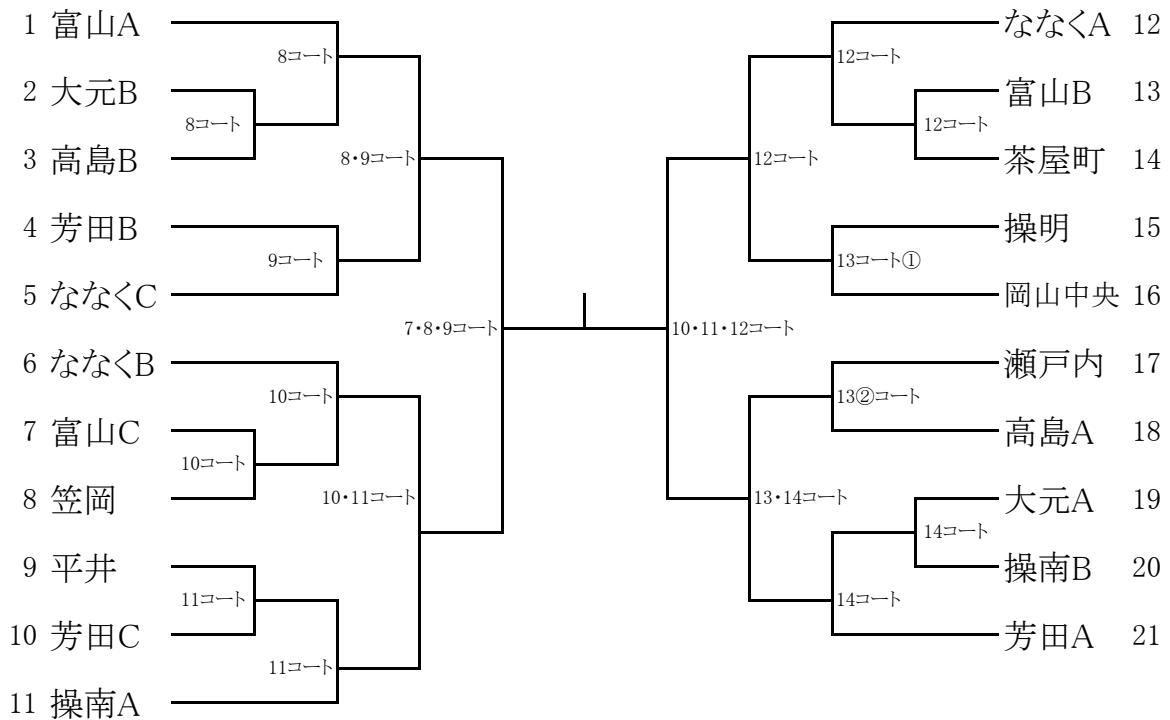 1 富山A
8コート
2 大元B
8コート
3 高島B
8・9コート
4 芳田B
9コート
5 ななくC
7・8・9コート
6 ななくB
10コート
7 富山C
10コート
8 笠岡
10・11コート
9 平井
11コート
10 芳田C
11コート
11 操南A
ななくA 12
12コート
富山B 13
12コート
茶屋町 14
12コート
操明 15
13コート①
岡山中央 16
10・11・12コート
瀬戸内 17
13②コート
高島A 18
大元A 19
13・14コート
14コート
操南B 20
14コート
芳田A 21